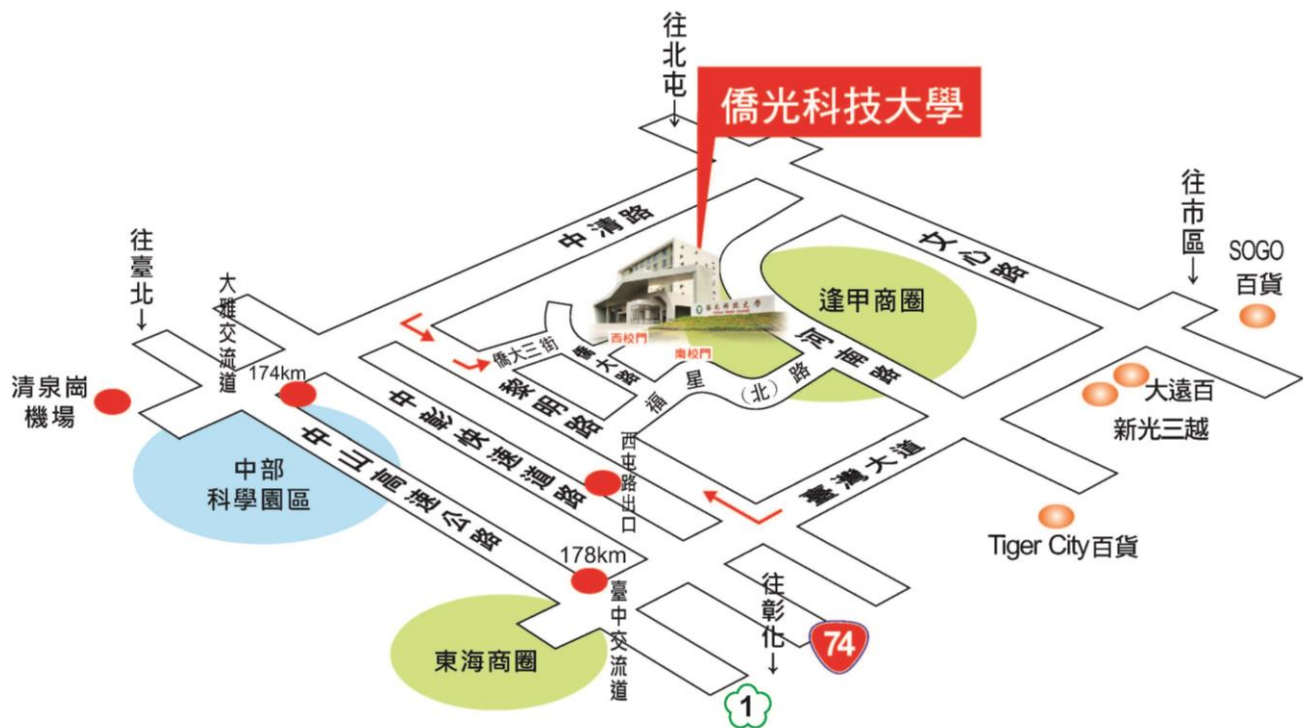 往北屯
↓
僑光科技大學
往市區
↓
SOGO
百貨
往臺北
↓
大雅交流道
中清路
文心路
逢甲商圈
僑光科技大學
西校門
南校門
僑大三街
僑大路
福星(北)路
河南路
黎明路
174km
清泉崗
機場
中彰快速道路
中山高速公路
中部
科學園區
西屯路出口
臺灣大道
大遠百
新光三越
Tiger City百貨
178km
臺中交流道
往彰化
↓
東海商圈
74
1